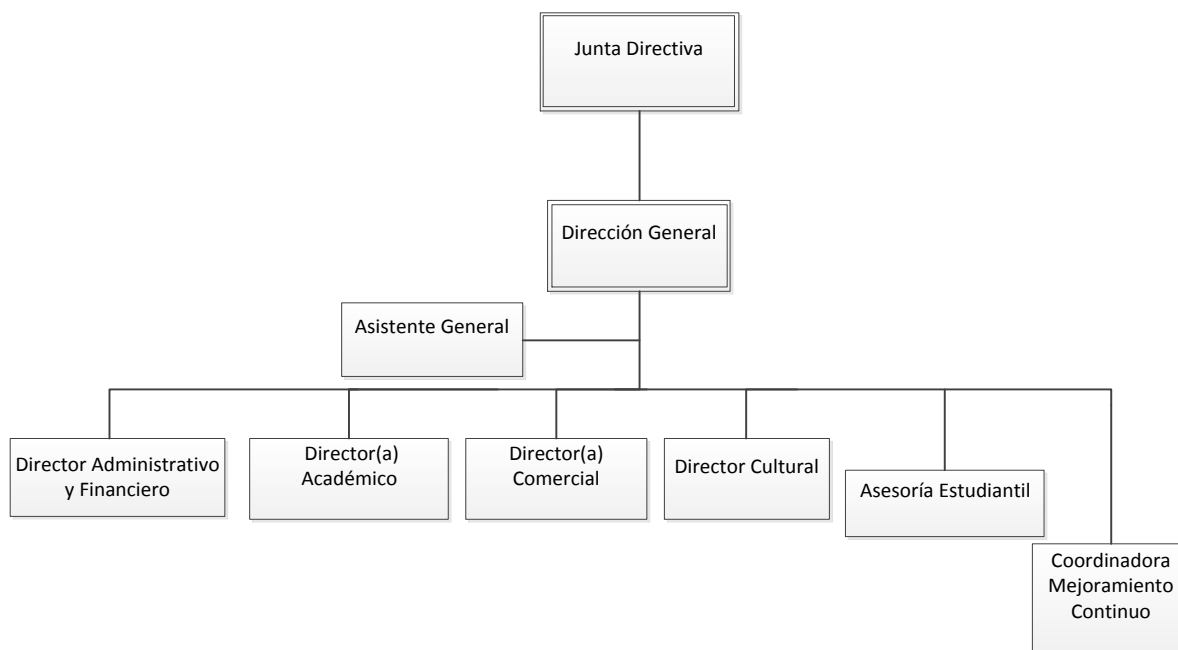 Junta Directiva
Dirección General
Asistente General
Director Administrativo
y Financiero
Director(a)
Académico
Director(a)
Comercial
Director Cultural
Asesoría Estudiantil
Coordinadora
Mejoramiento
Continuo